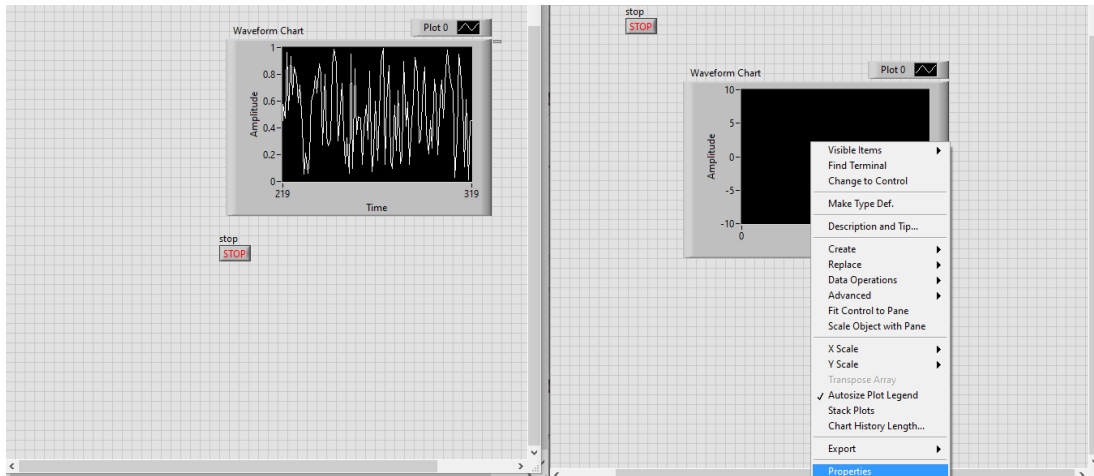 Waveform Chart
Plot 0
Amplitude
1
0.8
0.6
0.4
0.2
0
219
319
Time
stop
STOP
stop
STOP
Waveform Chart
Plot 0
Amplitude
10
5
0
-5
-10
0
Visible Items
Find Terminal
Change to Control
Make Type Def.
Description and Tip...
Create
Replace
Data Operations
Advanced
Fit Control to Pane
Scale Object with Pane
X Scale
Y Scale
Transpose Array
✓ Autosize Plot Legend
Stack Plots
Chart History Length...
Export
Properties